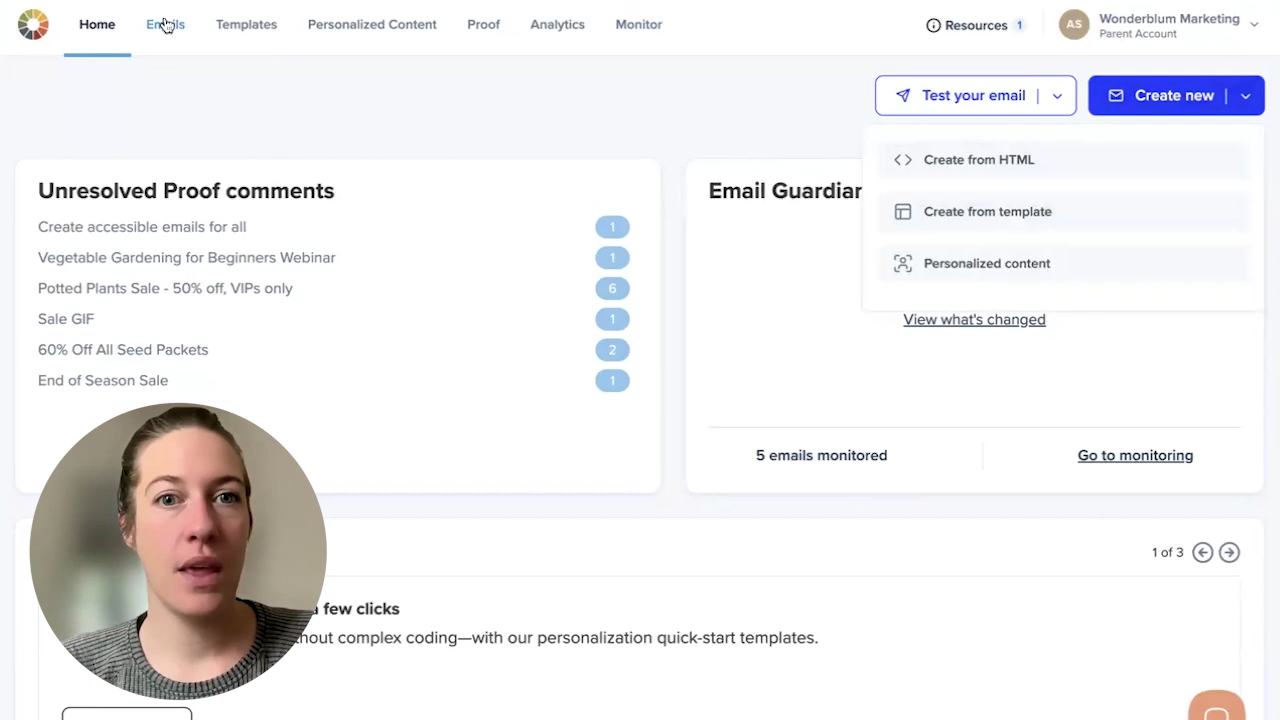 Home Emails Templates Personalized Content Proof Analytics Monitor Resources 1 AS Wonderblum Marketing
Parent Account
Test your email Create new
Create from HTML
Create from template
Personalized content
Unresolved Proof comments
Create accessible emails for all 1
Vegetable Gardening for Beginners Webinar 1
Potted Plants Sale - 50% off, VIPs only 6
Sale GIF 1
60% Off All Seed Packets 2
End of Season Sale 1
Email Guardian
View what's changed
5 emails monitored Go to monitoring
1 of 3
few clicks
complex coding—with our personalization quick-start templates.